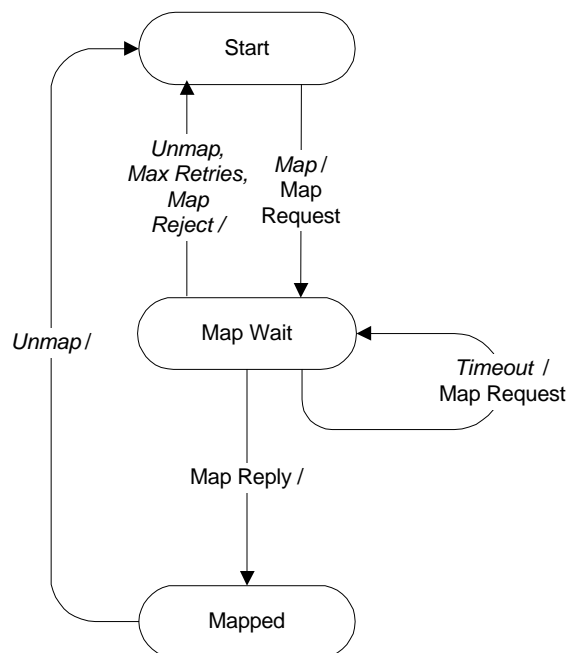 Start
Unmap,
Max Retries,
Map
Reject /
Map /
Map
Request
Map Wait
Unmap /
Timeout /
Map Request
Map Reply /
Mapped